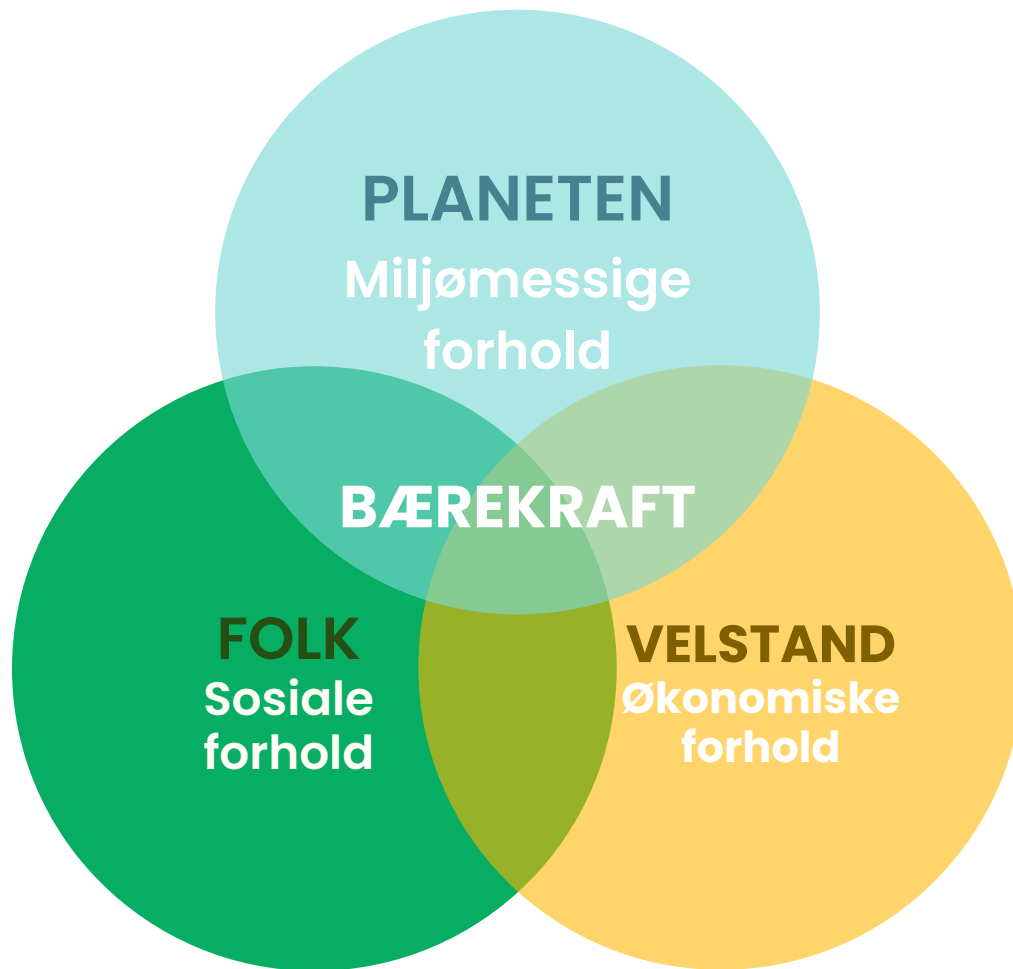 PLANETEN
Miljømessige
forhold
BÆREKRAFT
FOLK
Sosiale
forhold
VELSTAND
Økonomiske
forhold